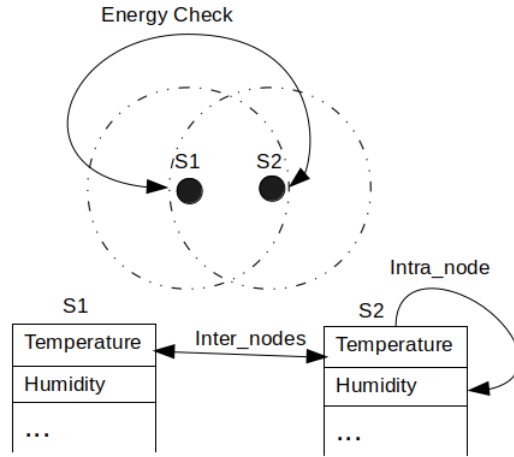 Energy Check
S1
S2
Intra_node
S1
Inter_nodes
S2
Temperature
Humidity
...
Temperature
Humidity
...